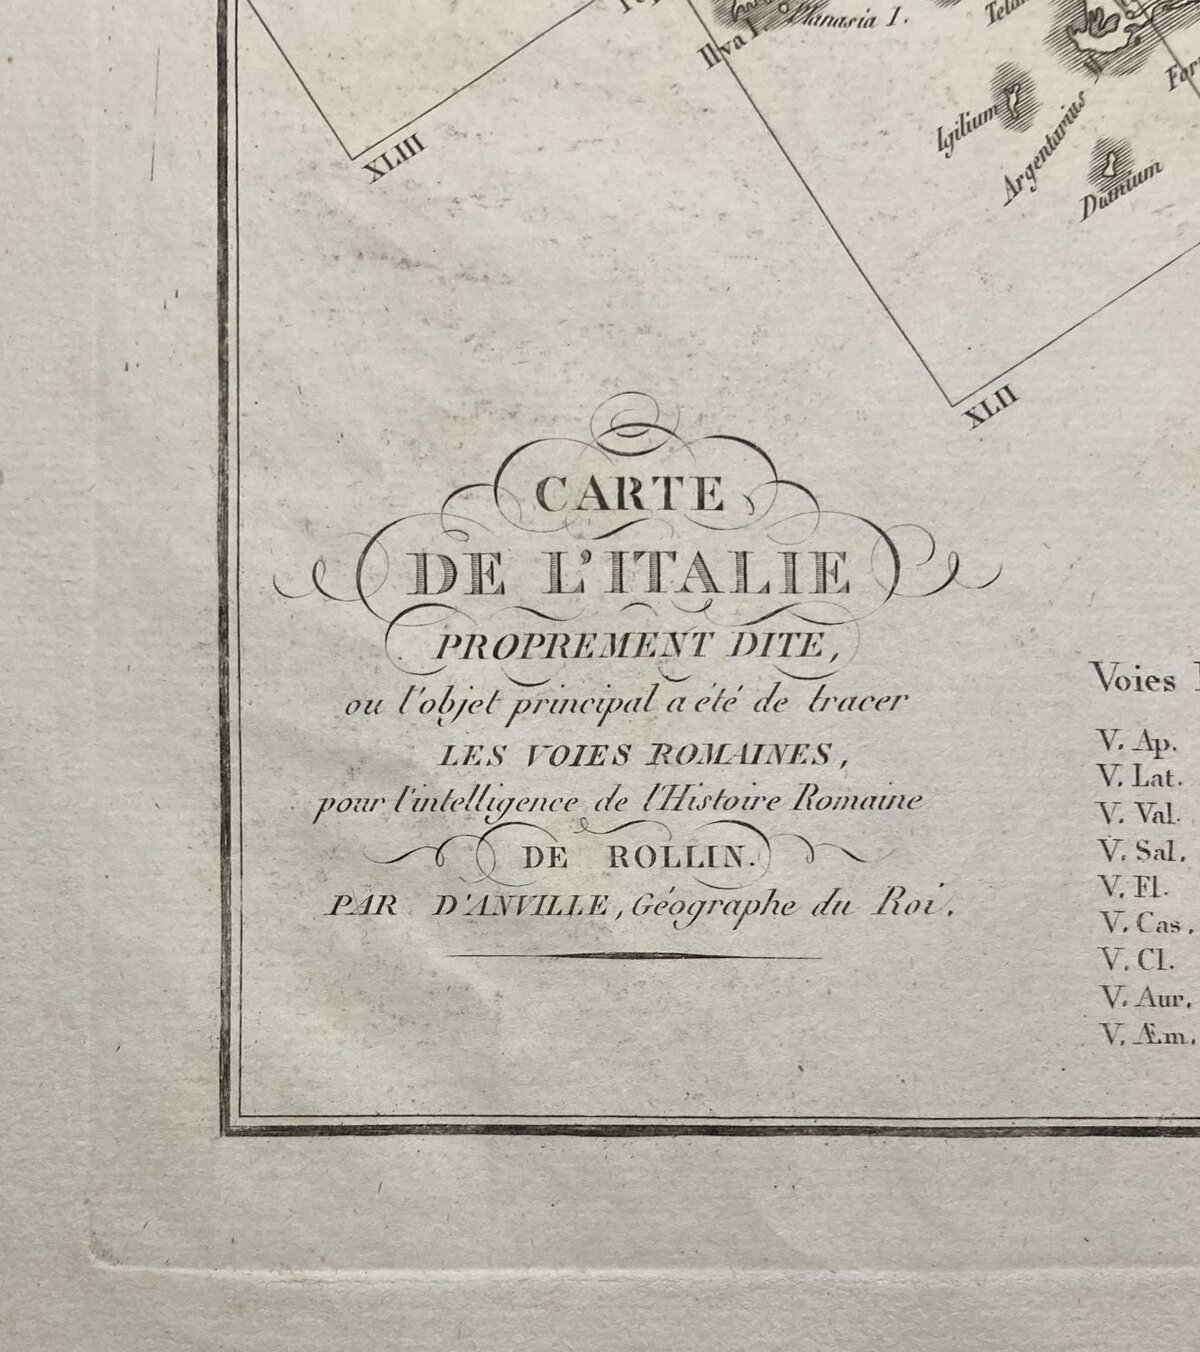 Planasia I.
Ilva I.
Igilium
Argentarius
Dianium
XLIII
XLII
CARTE
DE L'ITALIE
PROPREMENT DITE,
ou l'objet principal a été de tracer
LES VOIES ROMAINES,
pour l'intelligence de l'Histoire Romaine
DE ROLLIN.
PAR D'ANVILLE, Géographe du Roi.
Voies
V. Ap.
V. Lat.
V. Val.
V. Sal.
V. Fl.
V. Cas.
V. Cl.
V. Aur.
V. Æm.